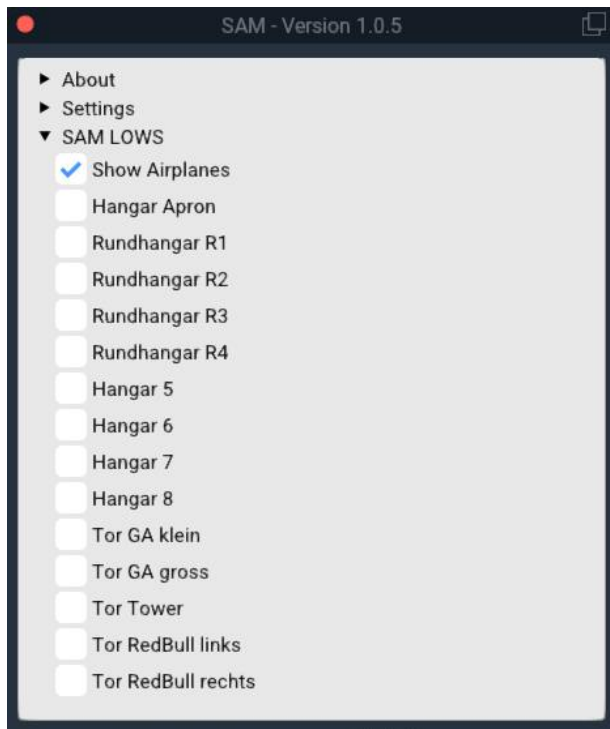 SAM - Version 1.0.5
About
Settings
SAM LOWS
Show Airplanes
Hangar Apron
Rundhangar R1
Rundhangar R2
Rundhangar R3
Rundhangar R4
Hangar 5
Hangar 6
Hangar 7
Hangar 8
Tor GA klein
Tor GA gross
Tor Tower
Tor RedBull links
Tor RedBull rechts